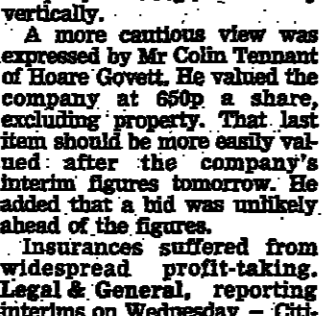 vertically.
A more cautious view was
expressed by Mr Colin Tennant
of Hoare Govett. He valued the
company at 650p a share,
excluding property. That last
item should be more easily val-
ued after the company's
interim figures tomorrow. He
added that a bid was unlikely
ahead of the figures.
Insurances suffered from
widespread profit-taking.
Legal & General, reporting
interims on Wednesday — Citi-